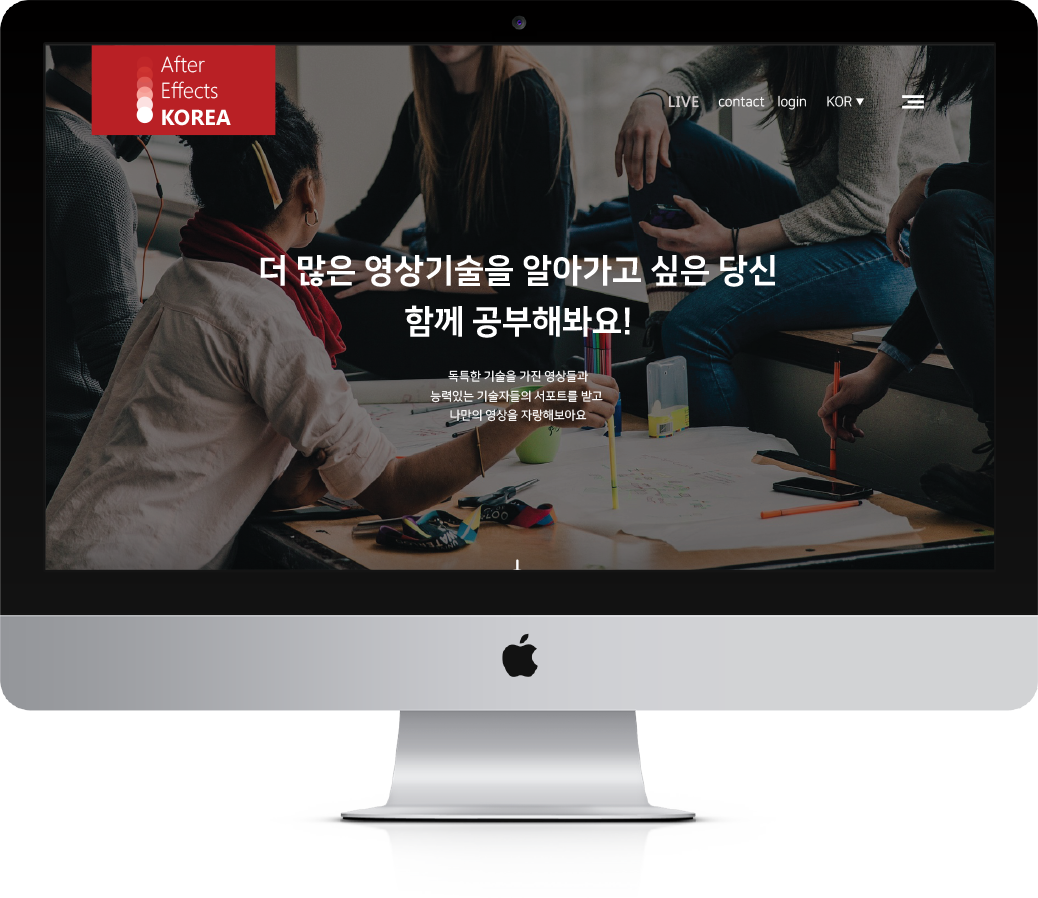 After
Effects
KOREA
LIVE contact login KOR ▼
더 많은 영상기술을 알아가고 싶은 당신
함께 공부해봐요!
독특한 기술을 가진 영상들과
능력있는 기술자들의 서포트를 받고
나만의 영상을 자랑해보아요